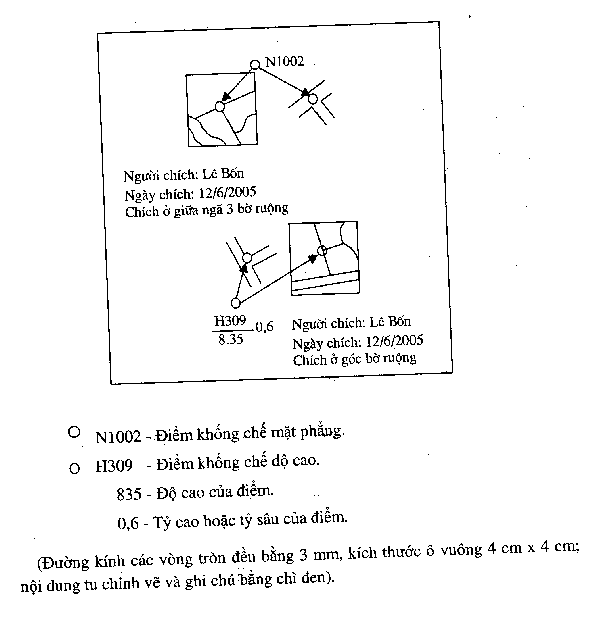 N1002
Người chích: Lê Bốn
Ngày chích: 12/6/2005
Chích ở giữa ngã 3 bờ ruộng
H309
8.35
0,6
Người chích: Lê Bốn
Ngày chích: 12/6/2005
Chích ở góc bờ ruộng
N1002 - Điểm khống chế mặt phẳng.
H309 - Điểm khống chế độ cao.
835 - Độ cao của điểm.
0,6 - Tỷ cao hoặc tỷ sâu của điểm.
(Đường kính các vòng tròn đều bằng 3 mm, kích thước ô vuông 4 cm x 4 cm;
nội dung tu chỉnh vẽ và ghi chú bằng chì đen).